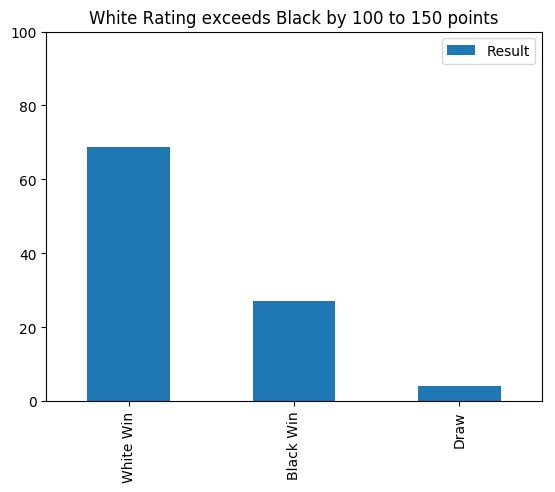 White Rating exceeds Black by 100 to 150 points
Result
100
80
60
40
20
0
White Win
Black Win
Draw